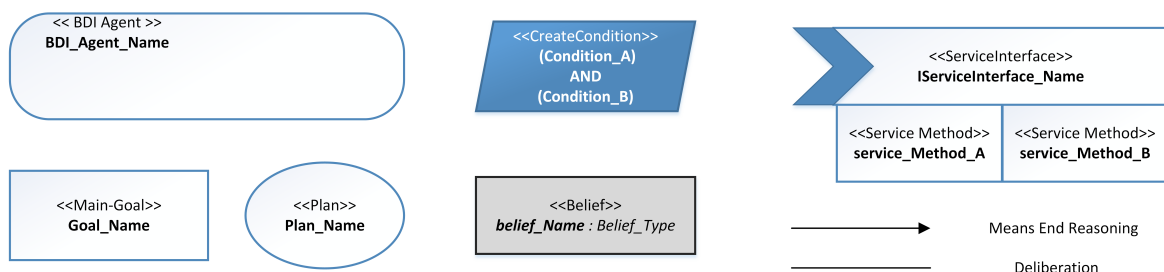 << BDI Agent >>
BDI_Agent_Name
<<CreateCondition>>
(Condition_A)
AND
(Condition_B)
<<ServiceInterface>>
IServiceInterface_Name
<<Service Method>>
service_Method_A
<<Service Method>>
service_Method_B
<<Main-Goal>>
Goal_Name
<<Plan>>
Plan_Name
<<Belief>>
belief_Name : Belief_Type
Means End Reasoning
Deliberation